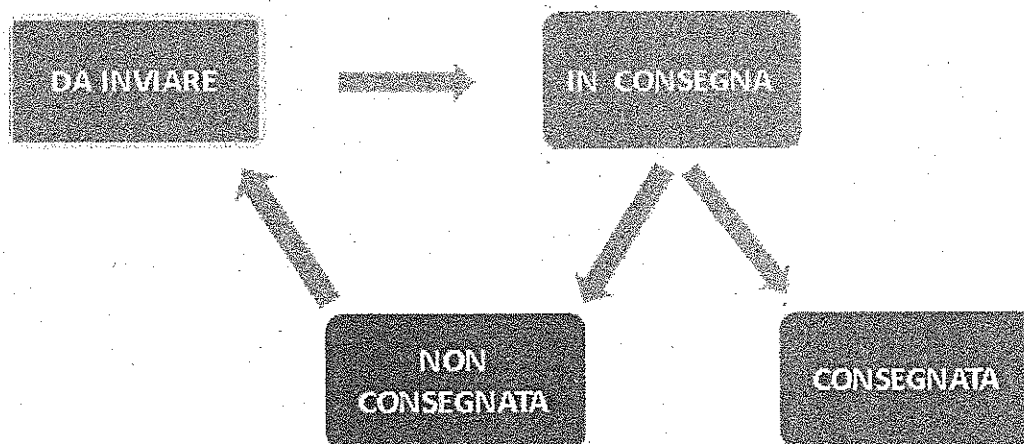 DA INVIARE
IN CONSEGNA
NON
CONSEGNATA
CONSEGNATA